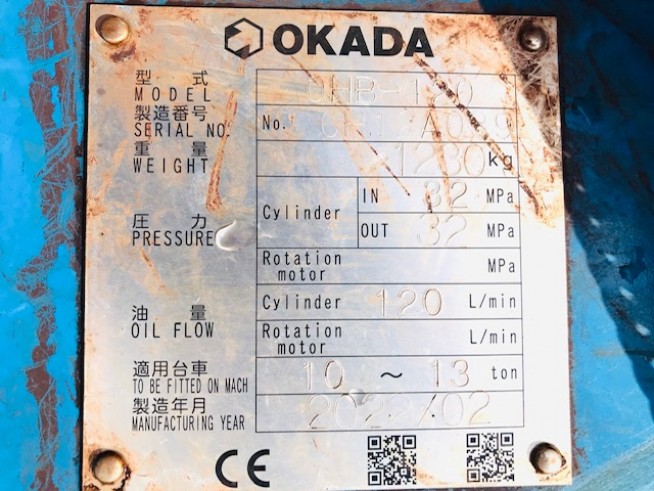 OKADA
型式
MODEL
製造番号
SERIAL NO. No.
重量
WEIGHT 1230 kg
圧力
PRESSURE
Cylinder IN 32 MPa
OUT 32 MPa
Rotation motor MPa
油量
OIL FLOW
Cylinder 120 L/min
Rotation motor L/min
適用台車
TO BE FITTED ON MACH 10 ~ 13 ton
製造年月
MANUFACTURING YEAR
CE